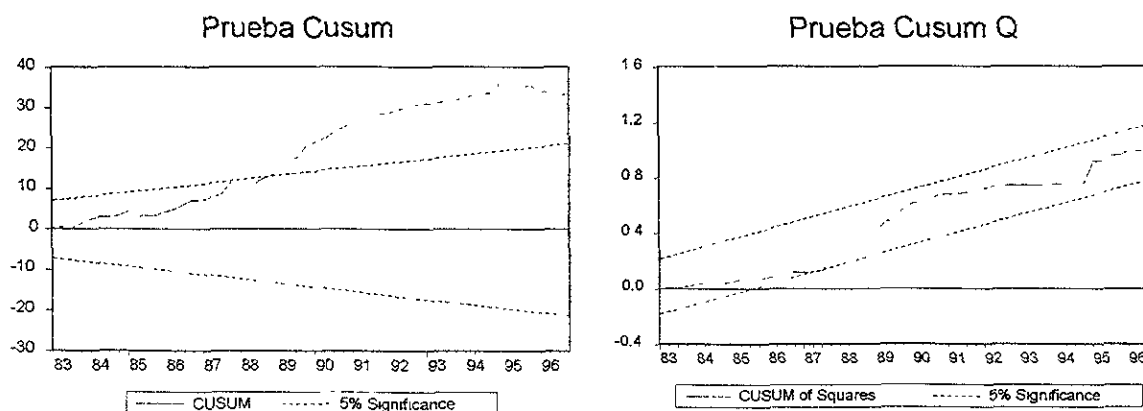 Prueba Cusum
40
30
20
10
0
-10
-20
-30
83 84 85 86 87 88 89 90 91 92 93 94 95 96
CUSUM 5% Significance
Prueba Cusum Q
1 6
1.2
0.8
0 4
0.0
-0.4
83 84 85 86 87 88 89 90 91 92 93 94 95 96
CUSUM of Squares 5% Significance